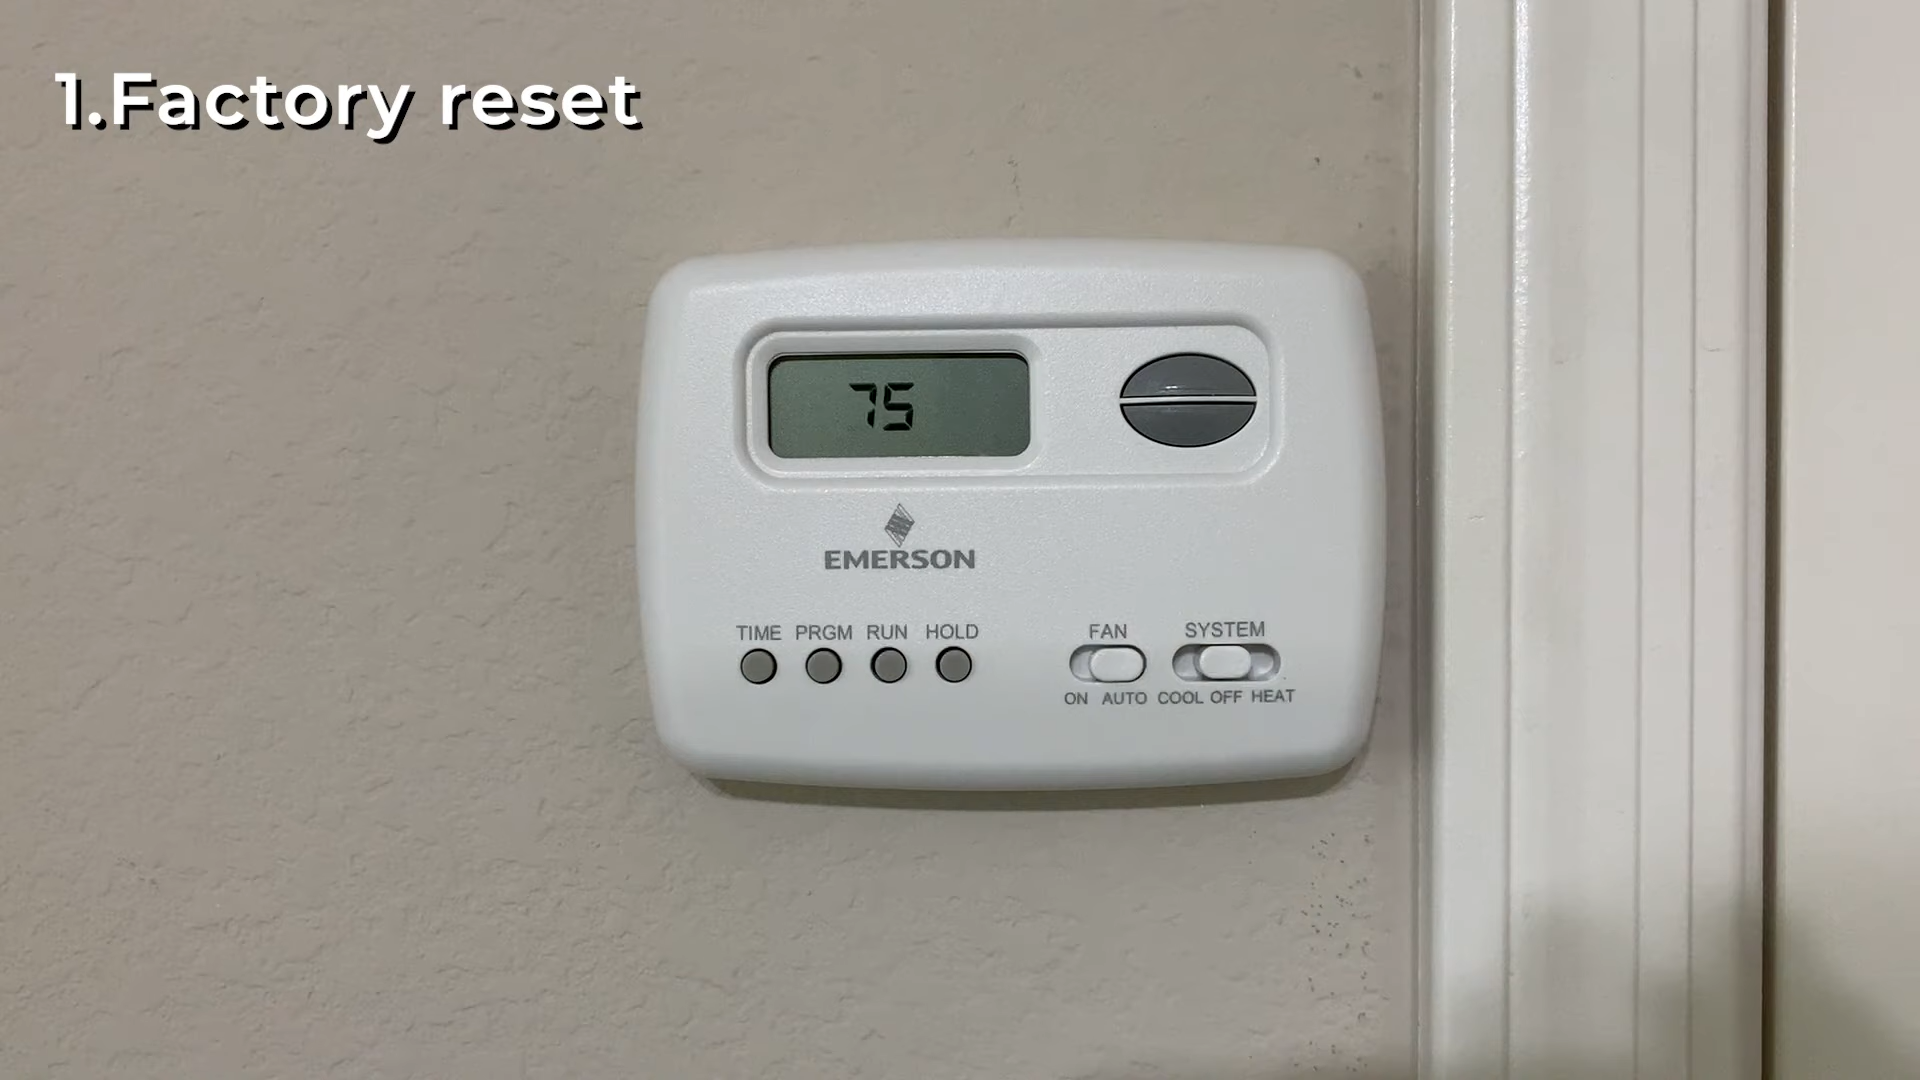 1.Factory reset
75
EMERSON
TIME PRGM RUN HOLD
FAN SYSTEM
ON AUTO COOL OFF HEAT